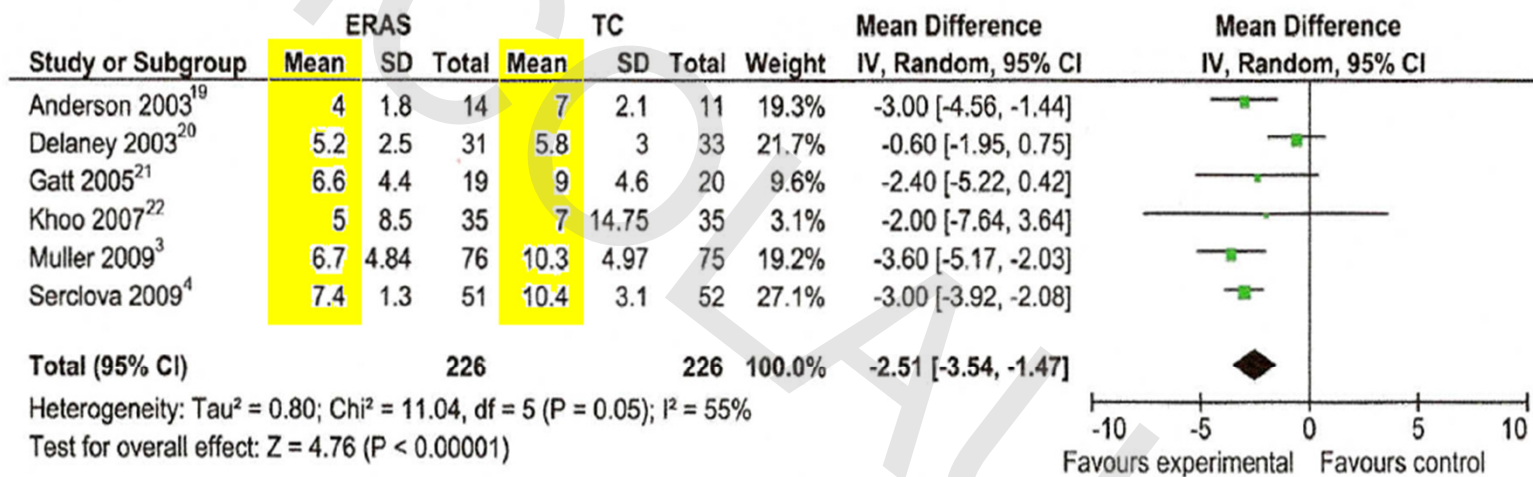 ERAS TC Mean Difference Mean Difference
Study or Subgroup Mean SD Total Mean SD Total Weight IV, Random, 95% CI IV, Random, 95% CI
Anderson 2003¹⁹ 4 1.8 14 7 2.1 11 19.3% -3.00 [-4.56, -1.44]
Delaney 2003²⁰ 5.2 2.5 31 5.8 3 33 21.7% -0.60 [-1.95, 0.75]
Gatt 2005²¹ 6.6 4.4 19 9 4.6 20 9.6% -2.40 [-5.22, 0.42]
Khoo 2007²² 5 8.5 35 7 14.75 35 3.1% -2.00 [-7.64, 3.64]
Muller 2009³ 6.7 4.84 76 10.3 4.97 75 19.2% -3.60 [-5.17, -2.03]
Serclova 2009⁴ 7.4 1.3 51 10.4 3.1 52 27.1% -3.00 [-3.92, -2.08]
Total (95% CI) 226 226 100.0% -2.51 [-3.54, -1.47]
Heterogeneity: Tau² = 0.80; Chi² = 11.04, df = 5 (P = 0.05); I² = 55%
Test for overall effect: Z = 4.76 (P < 0.00001)
-10 -5 0 5 10
Favours experimental Favours control